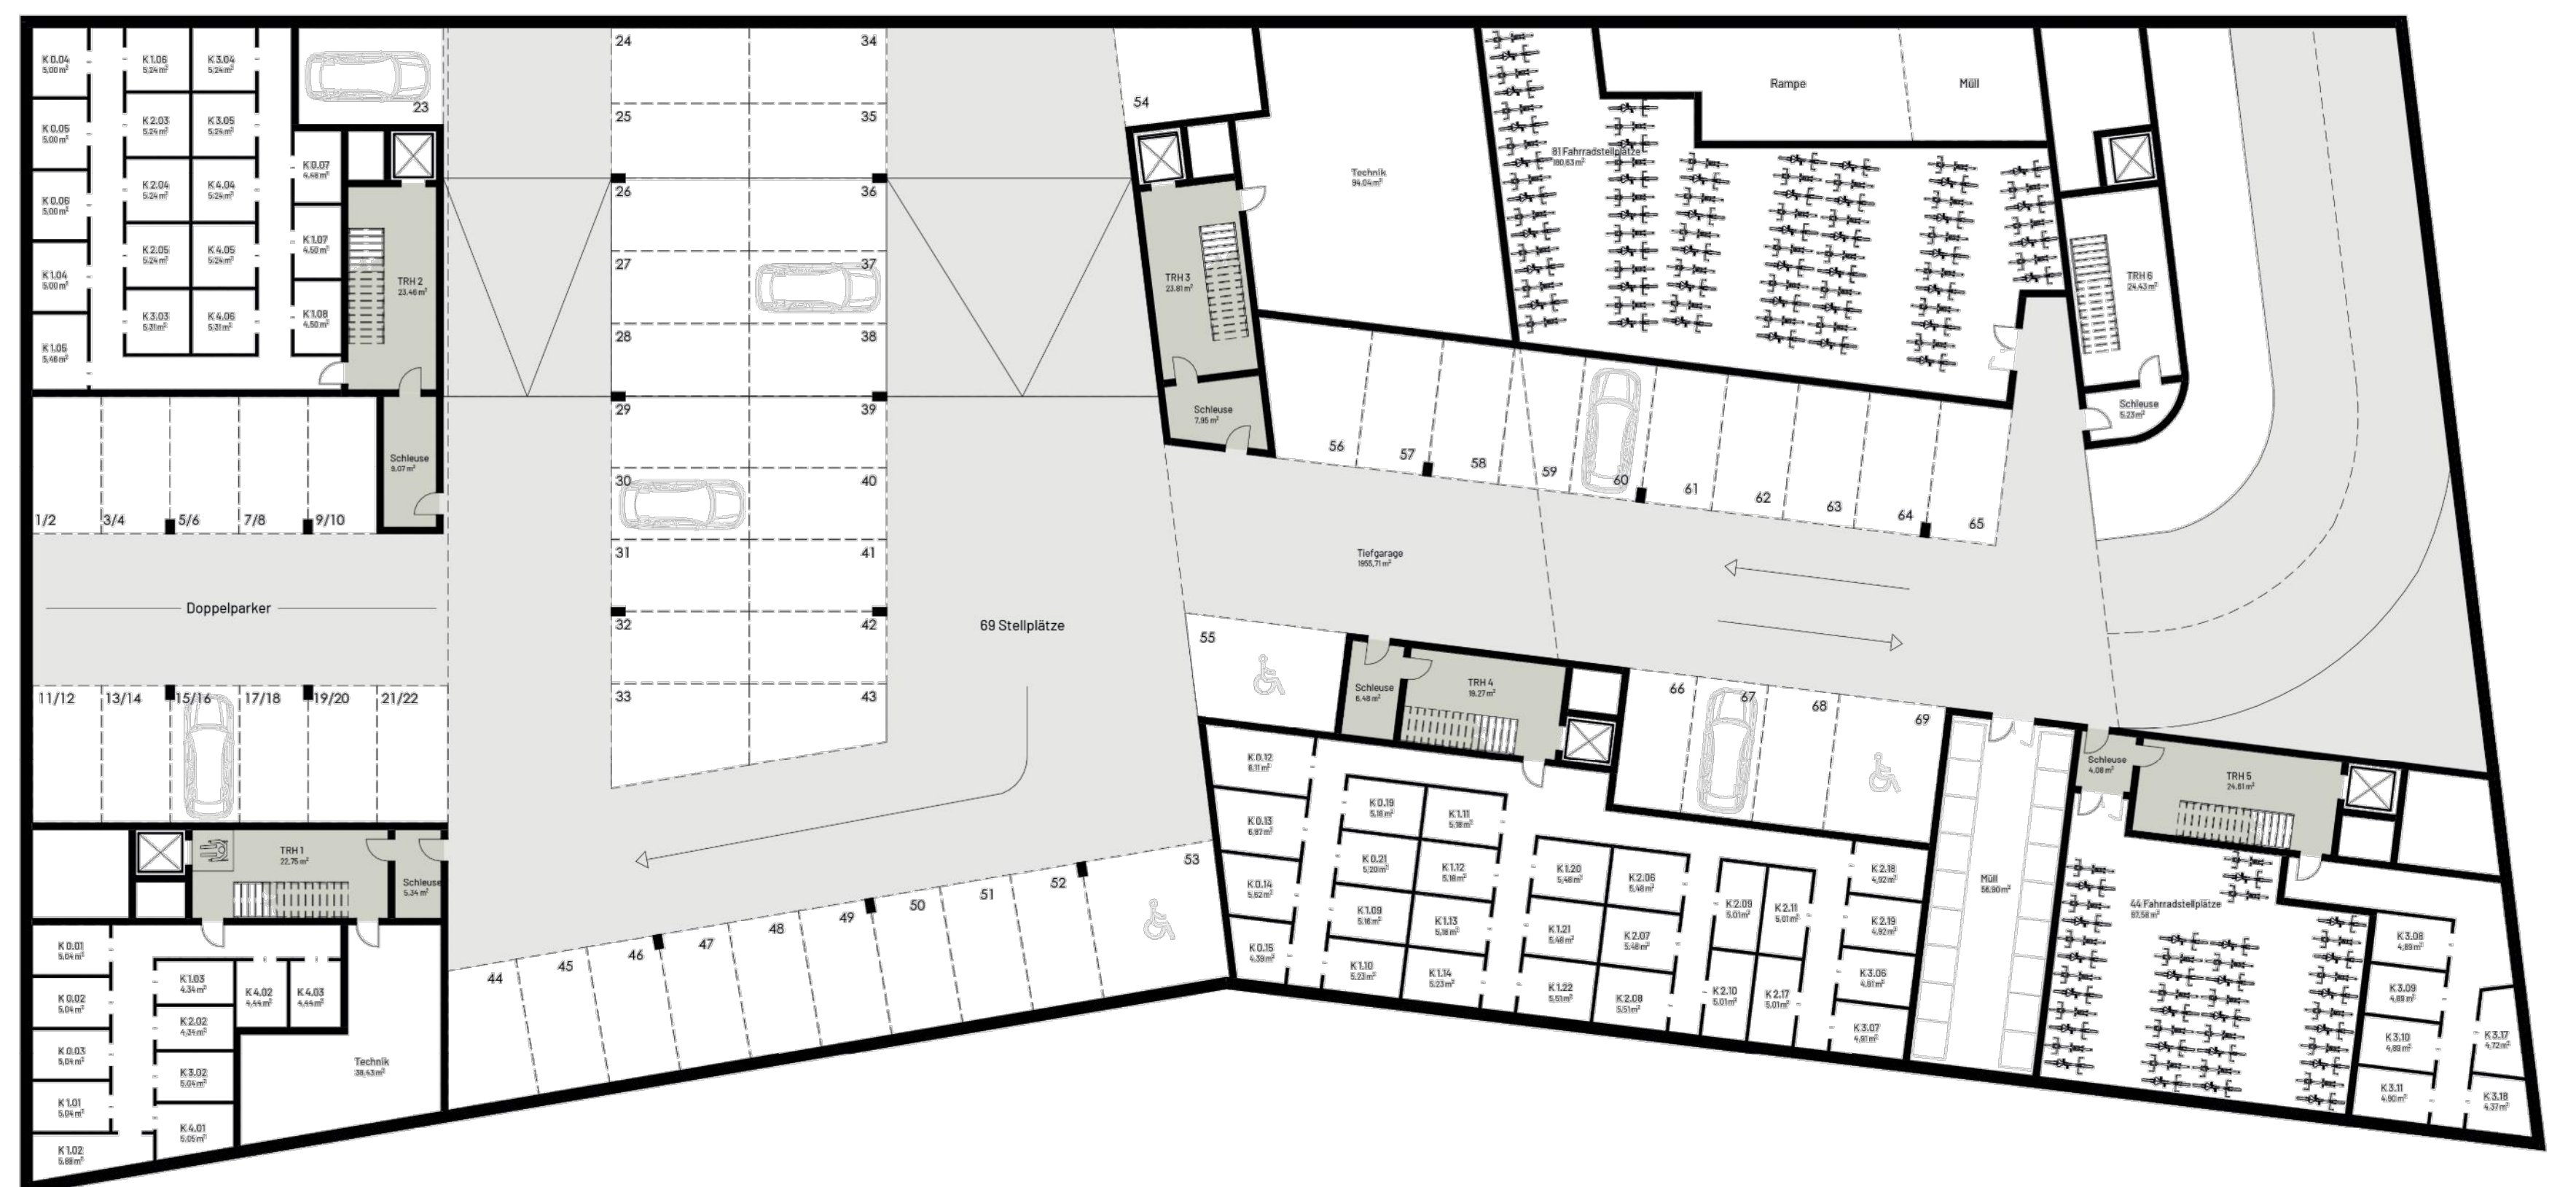 K 0.04
5,00 m²
K 0.05
5,00 m²
K 0.06
5,00 m²
K 1.04
5,00 m²
K 1.05
5,46 m²
K 1.06
5,24 m²
K 2.03
5,24 m²
K 2.04
5,24 m²
K 2.05
5,24 m²
K 3.03
5,31 m²
K 3.04
5,24 m²
K 3.05
5,24 m²
K 4.04
5,24 m²
K 4.05
5,24 m²
K 4.06
5,31 m²
K 0.07
4,48 m²
K 1.07
4,50 m²
K 1.08
4,50 m²
23
TRH 2
23,46 m²
Schleuse
9,07 m²
1/2
3/4
5/6
7/8
9/10
Doppelparker
11/12
13/14
15/16
17/18
19/20
21/22
TRH 1
22,75 m²
Schleuse
5,34 m²
K 0.01
5,04 m²
K 0.02
5,04 m²
K 0.03
5,04 m²
K 1.01
5,04 m²
K 1.02
5,88 m²
K 1.03
4,34 m²
K 2.02
4,34 m²
K 3.02
5,04 m²
K 4.01
5,05 m²
K 4.02
4,44 m²
K 4.03
4,44 m²
Technik
38,43 m²
24
25
26
27
28
29
30
31
32
33
34
35
36
37
38
39
40
41
42
43
69 Stellplätze
44
45
46
47
48
49
50
51
52
53
54
TRH 3
23,81 m²
Schleuse
7,95 m²
Technik
94,04 m²
81 Fahrradstellplätze
180,63 m²
Rampe
Müll
TRH 6
24,43 m²
Schleuse
5,23 m²
56
57
58
59
60
61
62
63
64
65
Tiefgarage
1955,71 m²
55
Schleuse
6,48 m²
TRH 4
19,27 m²
66
67
68
69
K 0.12
6,11 m²
K 0.13
6,87 m²
K 0.14
5,62 m²
K 0.15
4,39 m²
K 0.19
5,16 m²
K 0.21
5,20 m²
K 1.09
5,16 m²
K 1.10
5,23 m²
K 1.11
5,18 m²
K 1.12
5,18 m²
K 1.13
5,18 m²
K 1.14
5,23 m²
K 1.20
5,48 m²
K 1.21
5,48 m²
K 1.22
5,51 m²
K 2.06
5,48 m²
K 2.07
5,48 m²
K 2.08
5,51 m²
K 2.09
5,01 m²
K 2.10
5,01 m²
K 2.11
5,01 m²
K 2.17
5,01 m²
K 2.18
4,92 m²
K 2.19
4,92 m²
K 3.06
4,91 m²
K 3.07
4,91 m²
Müll
56,90 m²
Schleuse
4,08 m²
TRH 5
24,61 m²
44 Fahrradstellplätze
97,58 m²
K 3.08
4,89 m²
K 3.09
4,89 m²
K 3.10
4,89 m²
K 3.11
4,90 m²
K 3.17
4,72 m²
K 3.18
4,37 m²